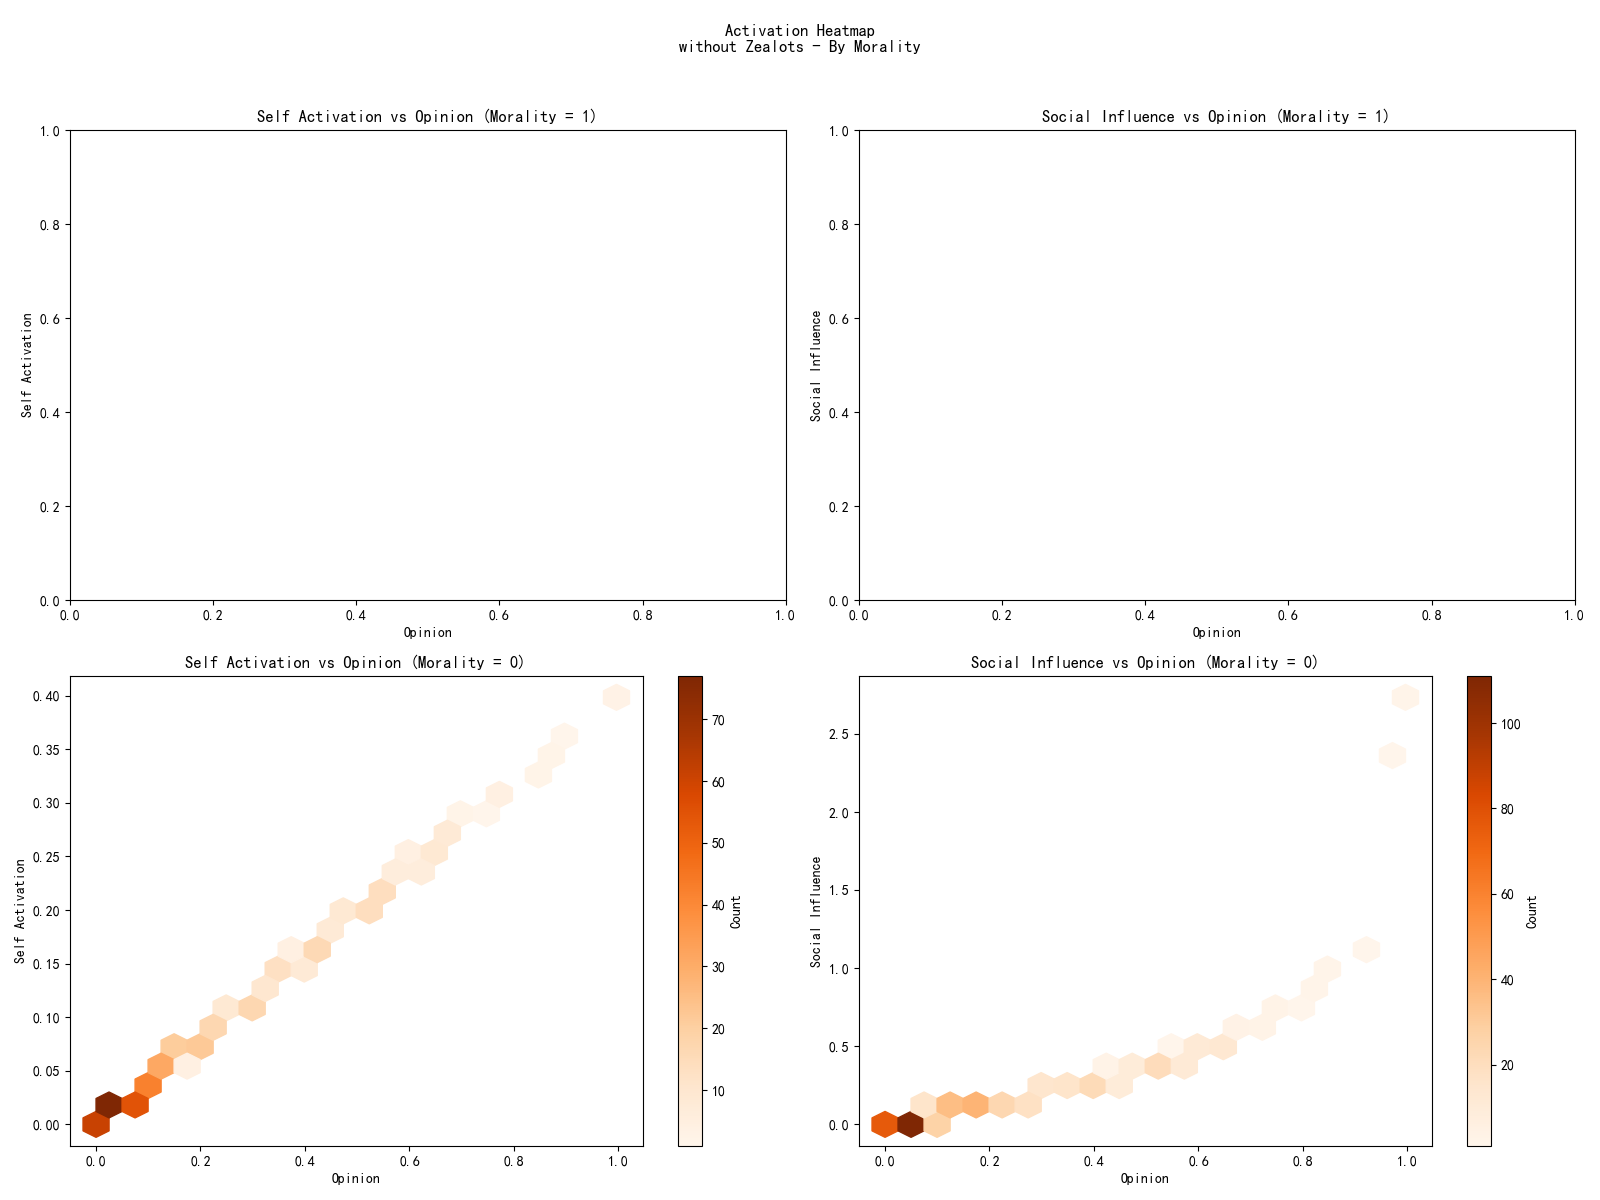 Activation Heatmap
without Zealots - By Morality
Self Activation vs Opinion (Morality = 1)
1.0
0.8
0.6
0.4
0.2
0.0
Self Activation
0.0 0.2 0.4 0.6 0.8 1.0
Opinion
Social Influence vs Opinion (Morality = 1)
1.0
0.8
0.6
0.4
0.2
0.0
Social Influence
0.0 0.2 0.4 0.6 0.8 1.0
Opinion
Self Activation vs Opinion (Morality = 0)
0.40
0.35
0.30
0.25
0.20
0.15
0.10
0.05
0.00
Self Activation
0.0 0.2 0.4 0.6 0.8 1.0
Opinion
70
60
50
40
30
20
10
Count
Social Influence vs Opinion (Morality = 0)
2.5
2.0
1.5
1.0
0.5
0.0
Social Influence
0.0 0.2 0.4 0.6 0.8 1.0
Opinion
100
80
60
40
20
Count